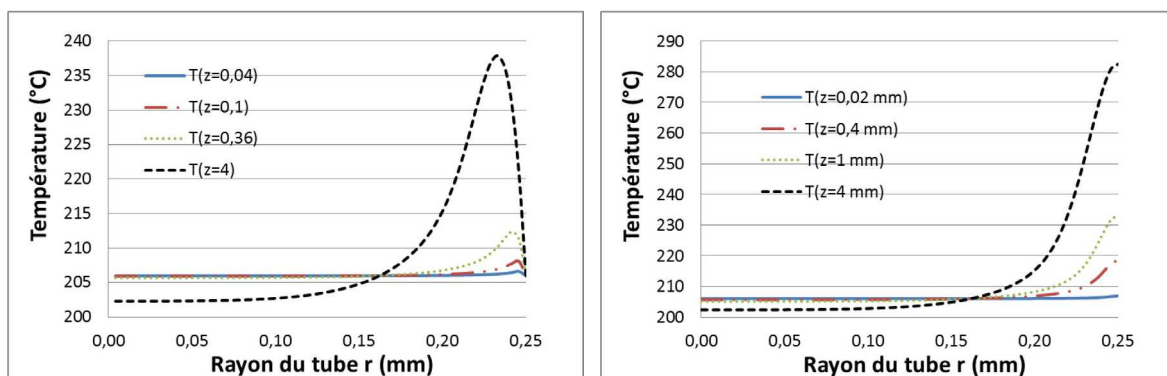 240
235
230
225
220
215
210
205
200
Température (°C)
T(z=0,04)
T(z=0,1)
T(z=0,36)
T(z=4)
0,00 0,05 0,10 0,15 0,20 0,25
Rayon du tube r (mm)
290
280
270
260
250
240
230
220
210
200
Température (°C)
T(z=0,02 mm)
T(z=0,4 mm)
T(z=1 mm)
T(z=4 mm)
0,00 0,05 0,10 0,15 0,20 0,25
Rayon du tube r (mm)